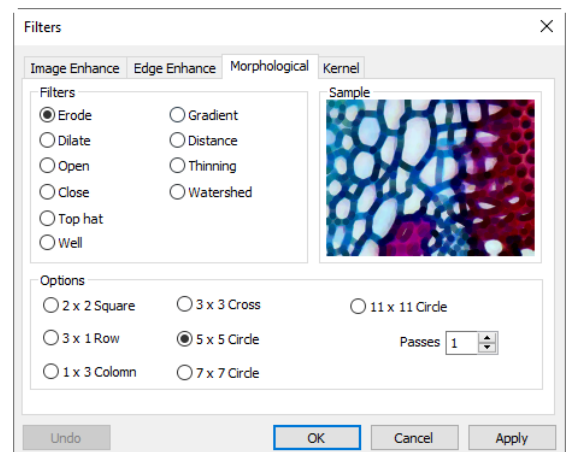 Filters
Image Enhance Edge Enhance Morphological Kernel
Filters
Erode
Dilate
Open
Close
Top hat
Well
Gradient
Distance
Thinning
Watershed
Sample
Options
2 x 2 Square
3 x 1 Row
1 x 3 Colomn
3 x 3 Cross
5 x 5 Circle
7 x 7 Circle
11 x 11 Circle
Passes 1
Undo OK Cancel Apply